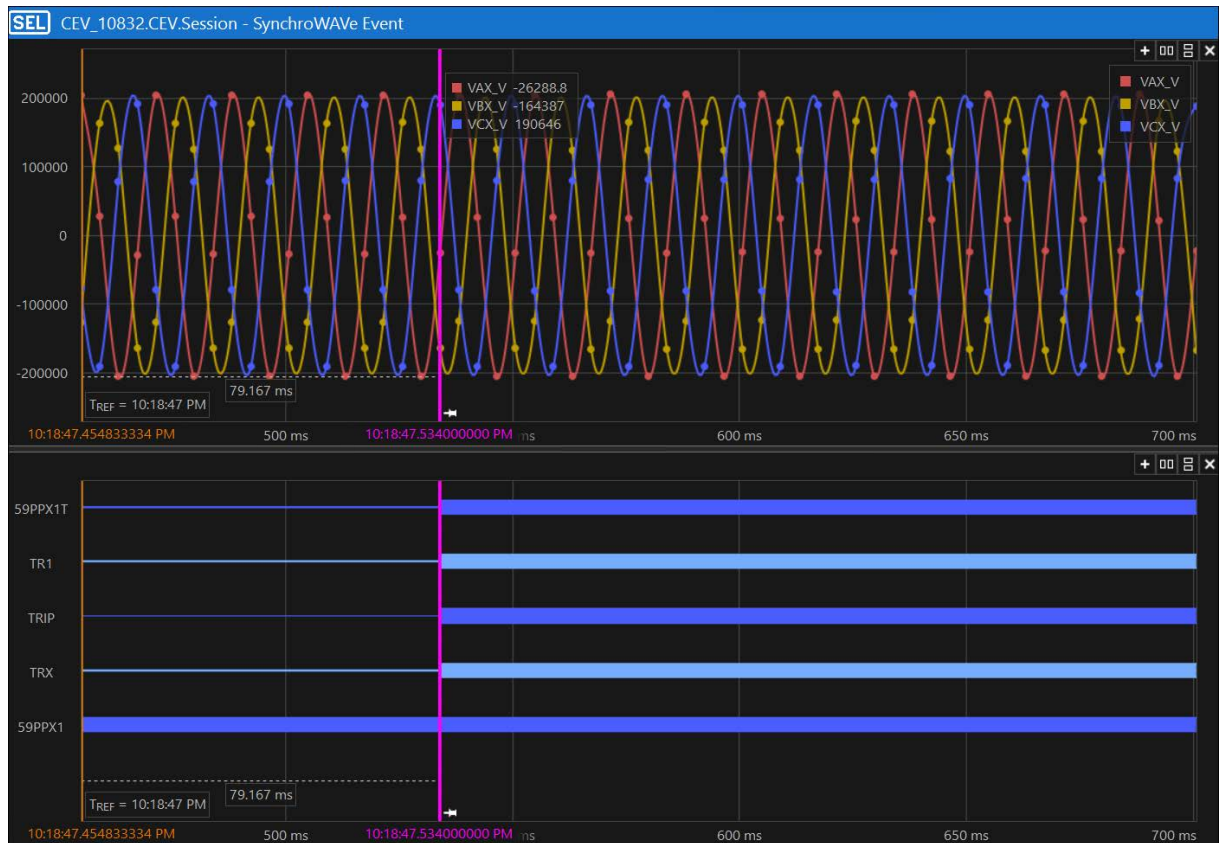 SEL CEV_10832.CEV.Session - SynchroWAVe Event
VAX_V -26288.8
VBX_V -164387
VCX_V 190646
VAX_V
VBX_V
VCX_V
200000
100000
0
-100000
-200000
79.167 ms
TREF = 10:18:47 PM
10:18:47.454833334 PM 500 ms 10:18:47.534000000 PM ms 600 ms 650 ms 700 ms
59PPX1T
TR1
TRIP
TRX
59PPX1
79.167 ms
TREF = 10:18:47 PM
10:18:47.454833334 PM 500 ms 10:18:47.534000000 PM ms 600 ms 650 ms 700 ms